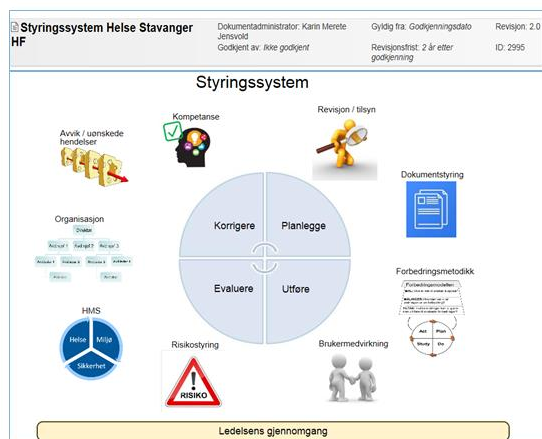 Styringssystem Helse Stavanger
HF
Dokumentadministrator: Karin Merete
Jensvold
Godkjent av: Ikke godkjent
Gyldig fra: Godkjenningsdato
Revisjonsfrist: 2 år etter
godkjenning
Revisjon: 2.0
ID: 2995
Styringssystem
Kompetanse
Revisjon / tilsyn
Avvik / uønskede
hendelser
Dokumentstyring
Korrigere
Planlegge
Organisasjon
Direktør
Evaluere
Utføre
Forbedringsmetodikk
Forbedringsmodellen
Act
Plan
Study
Do
HMS
Helse
Miljø
Sikkerhet
Risikostyring
RISIKO
Brukermedvirkning
Ledelsens gjennomgang